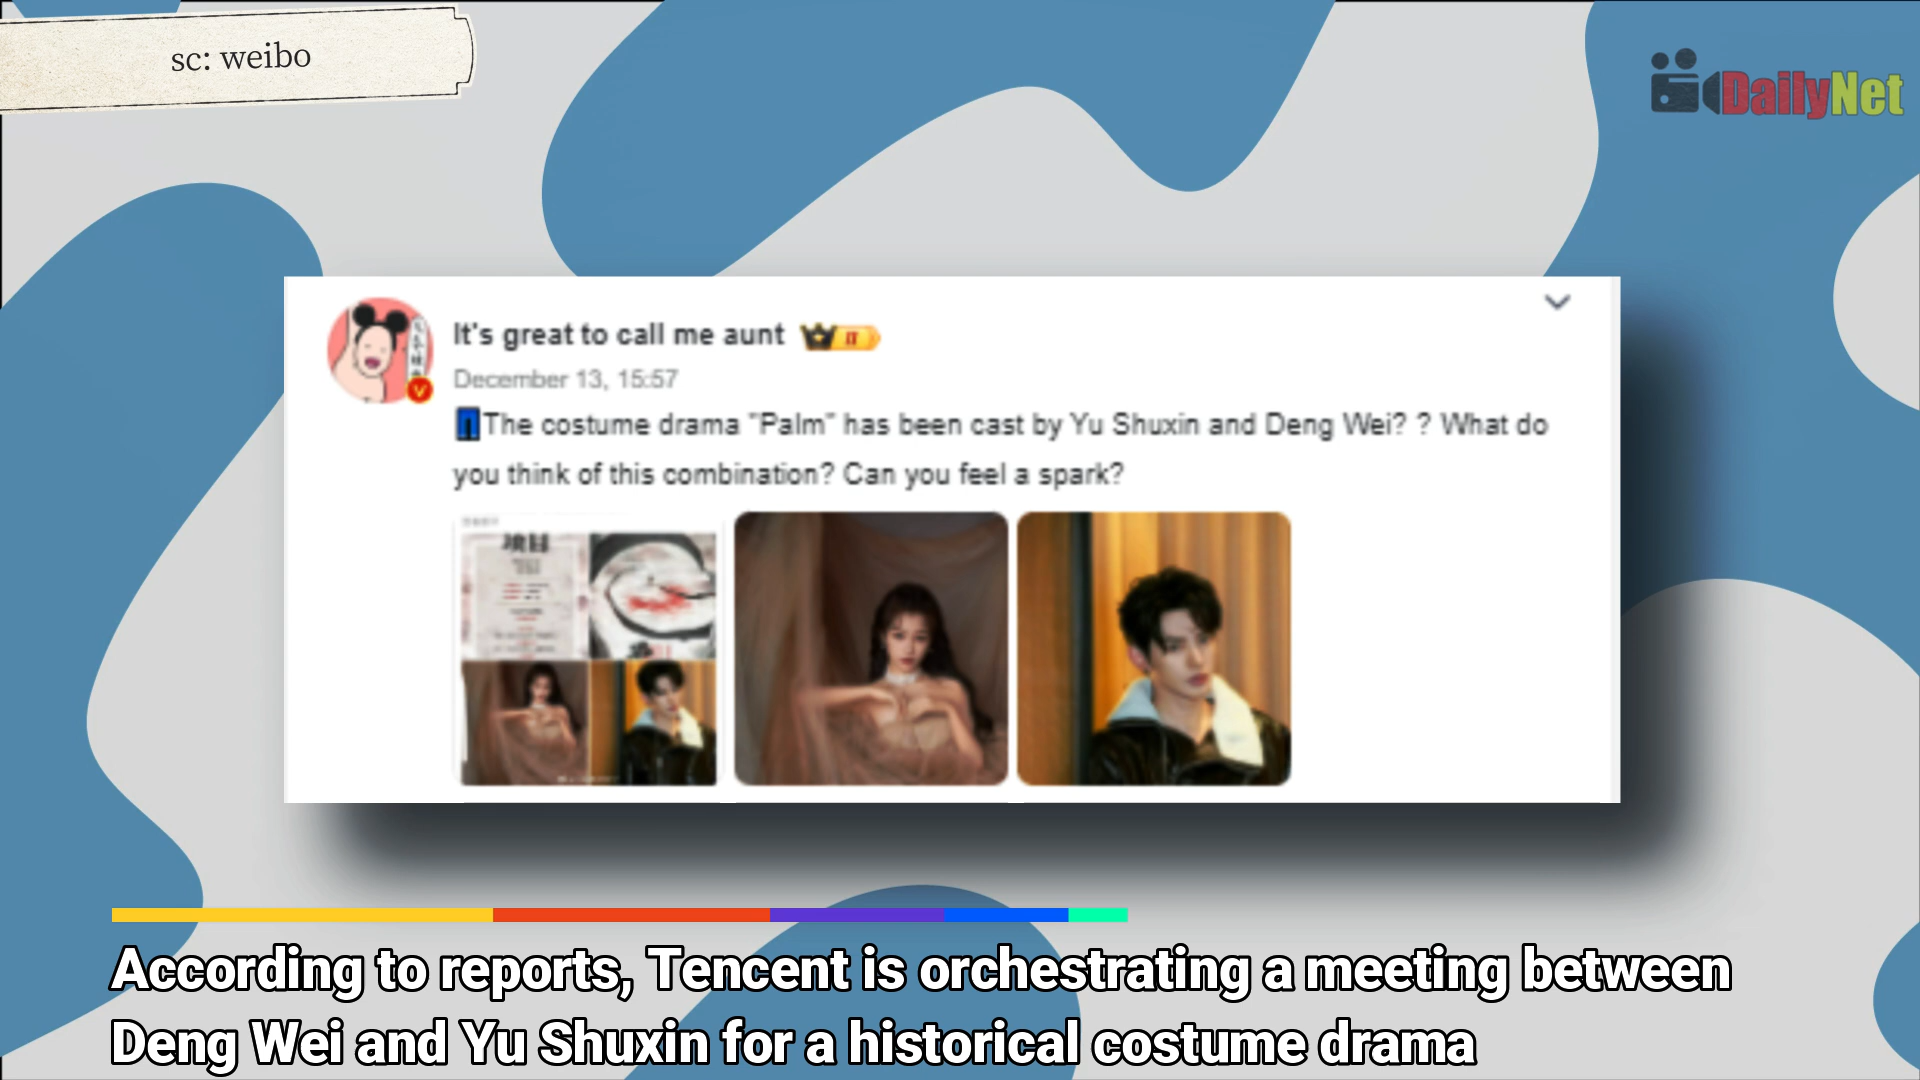 sc: weibo
DailyNet
It's great to call me aunt
December 13, 15:57
The costume drama "Palm" has been cast by Yu Shuxin and Deng Wei? ? What do
you think of this combination? Can you feel a spark?
According to reports, Tencent is orchestrating a meeting between
Deng Wei and Yu Shuxin for a historical costume drama